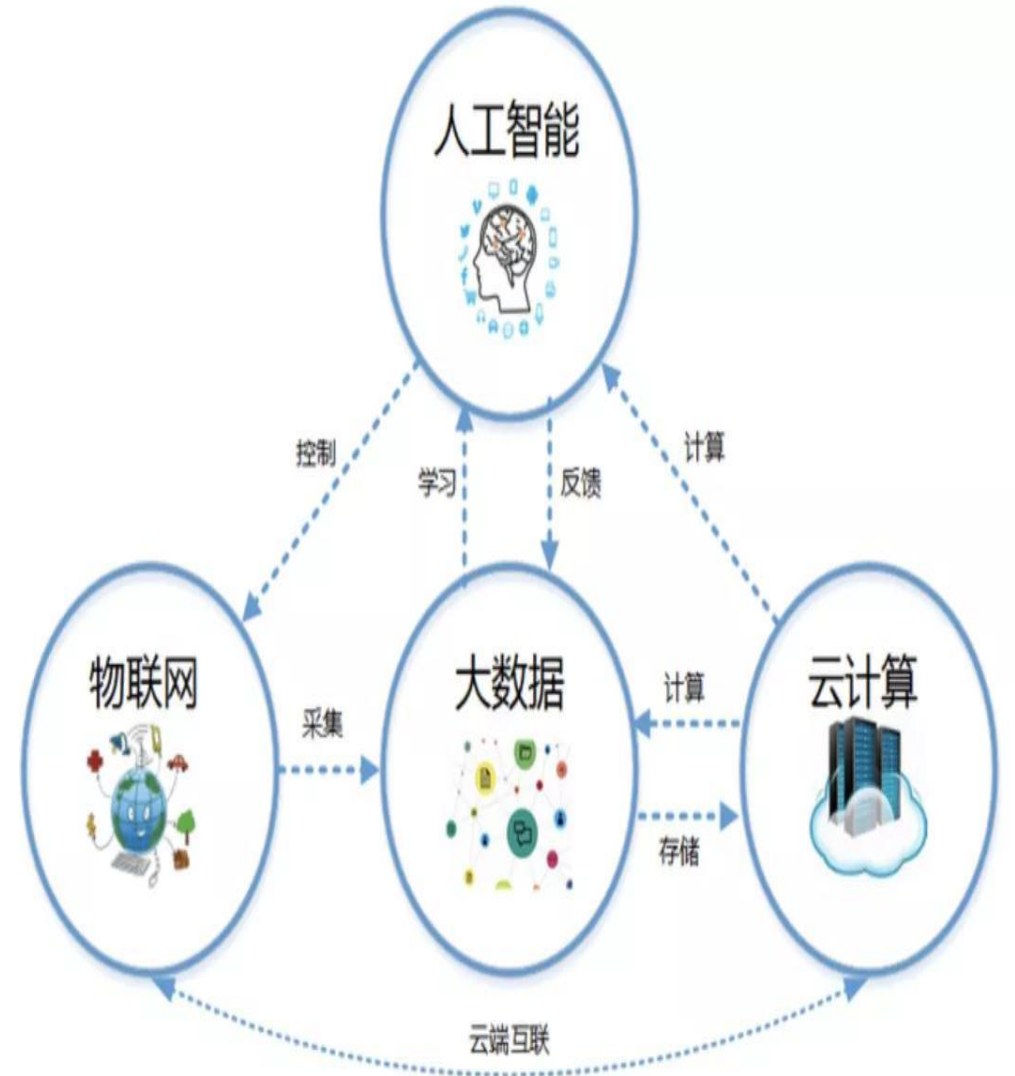 人工智能
控制
学习
反馈
计算
物联网
采集
大数据
计算
存储
云计算
云端互联